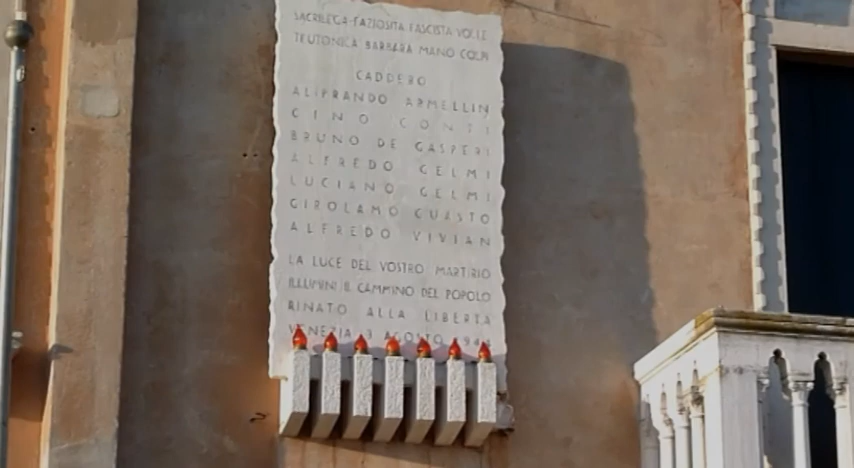 SACRILEGA FAZIOSITA FASCISTA VOLLE
TEUTONICA BARBARA MANO COLPI
CADDERO
ALIPRANDO ARMELLIN
GINO CONTI
BRUNO DE GASPERI
ALFREDO GELMI
LUCIANO GELMI
GIROLAMO GUASTO
ALFREDO VIVIAN
LA LUCE DEL VOSTRO MARTIRIO
ILLUMINI IL CAMMINO DEL POPOLO
RINATO ALLA LIBERTA
VENEZIA 3 AGOSTO 1944